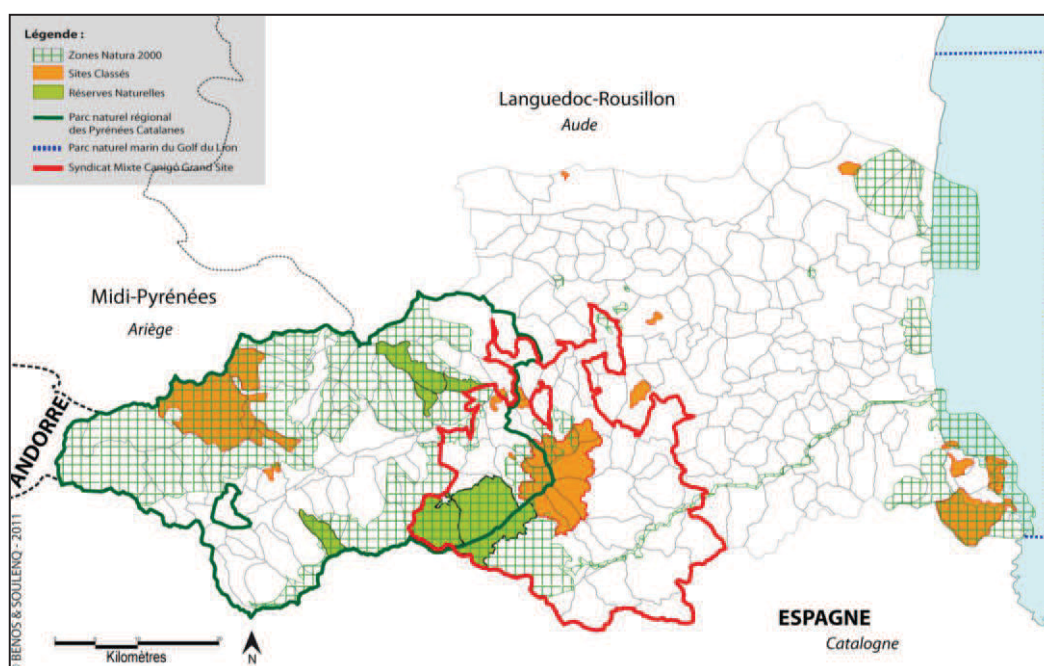 Légende :
Zones Natura 2000
Sites Classés
Réserves Naturelles
Parc naturel régional
des Pyrénées Catalanes
Parc naturel marin du Golf du Lion
Syndicat Mixte Canigó Grand Site
Languedoc-Rousillon
Aude
Midi-Pyrénées
Ariège
ANDORRE
BENOS & SOULENQ - 2011
Kilomètres
N
ESPAGNE
Catalogne